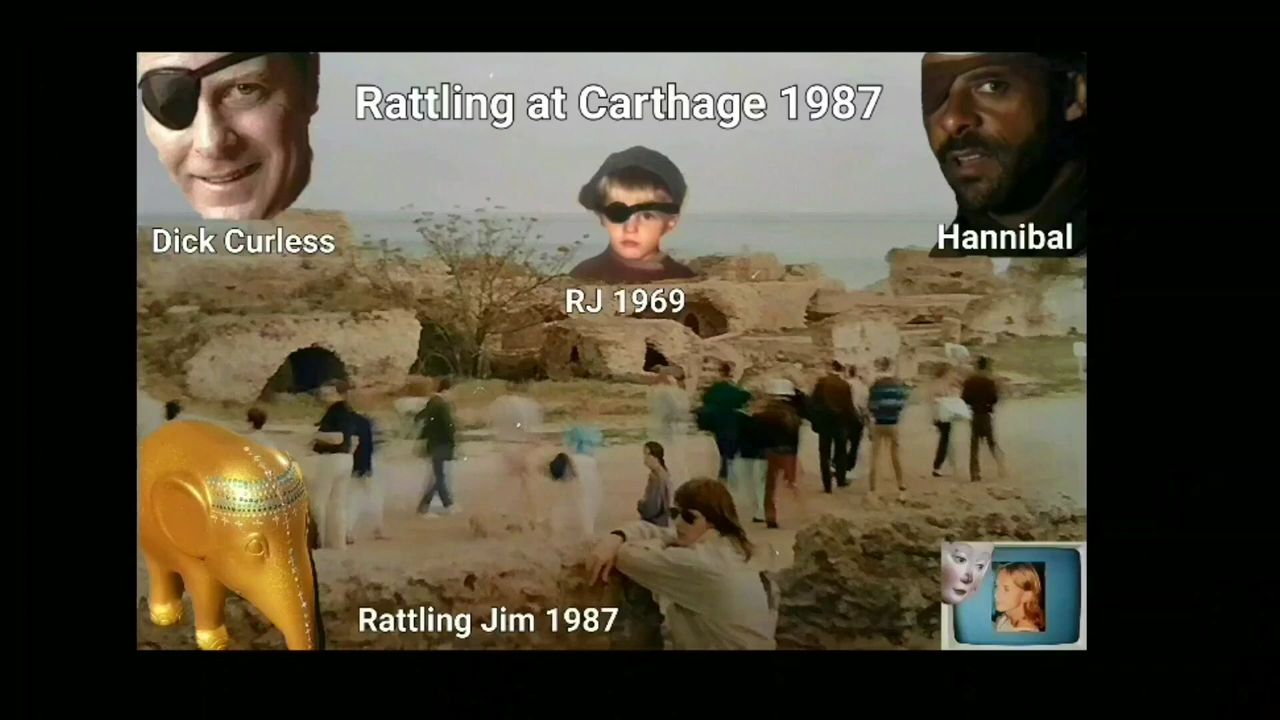 Rattling at Carthage 1987
Dick Curless
Hannibal
RJ 1969
Rattling Jim 1987